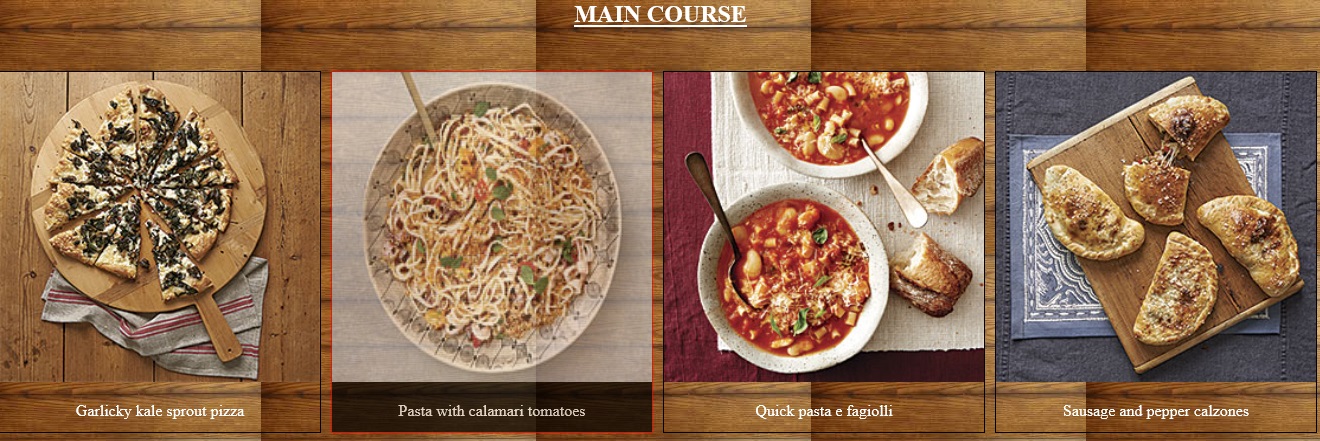 MAIN COURSE
Garlicky kale sprout pizza
Pasta with calamari tomatoes
Quick pasta e fagiolli
Sausage and pepper calzones